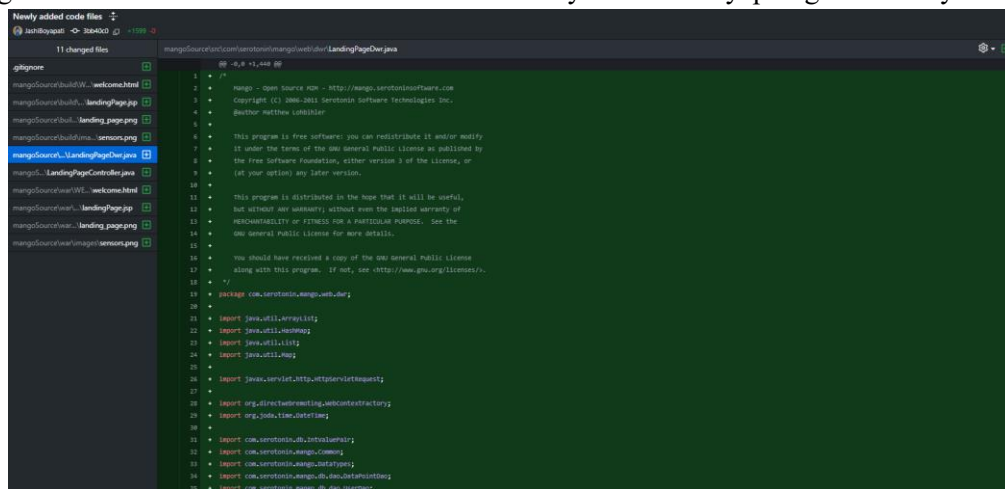 Newly added code files
JashiBoyapati 3bb40c0 +1599 -0
11 changed files
mangoSource\src\com\serotonin\mango\web\dwr\LandingPageDwr.java
.gitignore
mangoSource\build\W...\welcome.html
mangoSource\build\...\landingPage.jsp
mangoSource\buil...\landing_page.png
mangoSource\build\ima...\sensors.png
mangoSource\...\LandingPageDwr.java
mangoS...\LandingPageController.java
mangoSource\war\WE...\welcome.html
mangoSource\war\...\landingPage.jsp
mangoSource\war...\landing_page.png
mangoSource\war\images\sensors.png
@@ -0,0 +1,440 @@
1 + /*
2 + Mango - Open Source M2M - http://mango.serotoninsoftware.com
3 + Copyright (C) 2006-2011 Serotonin Software Technologies Inc.
4 + @author Matthew Lohbihler
5 +
6 + This program is free software: you can redistribute it and/or modify
7 + it under the terms of the GNU General Public License as published by
8 + the Free Software Foundation, either version 3 of the License, or
9 + (at your option) any later version.
10 +
11 + This program is distributed in the hope that it will be useful,
12 + but WITHOUT ANY WARRANTY; without even the implied warranty of
13 + MERCHANTABILITY or FITNESS FOR A PARTICULAR PURPOSE. See the
14 + GNU General Public License for more details.
15 +
16 + You should have received a copy of the GNU General Public License
17 + along with this program. If not, see <http://www.gnu.org/licenses/>.
18 + */
19 + package com.serotonin.mango.web.dwr;
20 +
21 + import java.util.ArrayList;
22 + import java.util.HashMap;
23 + import java.util.List;
24 + import java.util.Map;
25 +
26 + import javax.servlet.http.HttpServletRequest;
27 +
28 + import org.directwebremoting.WebContextFactory;
29 + import org.joda.time.DateTime;
30 +
31 + import com.serotonin.db.IntValuePair;
32 + import com.serotonin.mango.Common;
33 + import com.serotonin.mango.DataTypes;
34 + import com.serotonin.mango.db.dao.DataPointDao;
35 + import com.serotonin.mango.db.dao.UserDao;